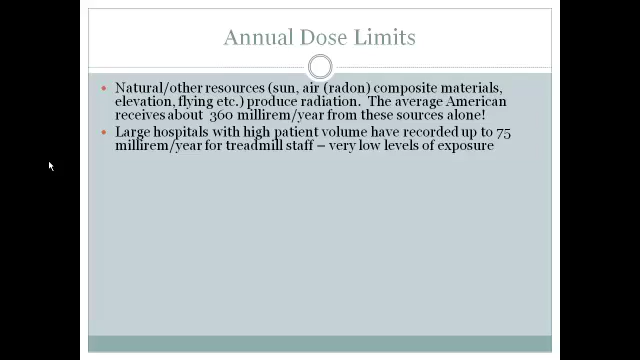 Annual Dose Limits
• Natural/other resources (sun, air (radon) composite materials,
elevation, flying etc.) produce radiation.  The average American
receives about  360 millirem/year from these sources alone!
• Large hospitals with high patient volume have recorded up to 75
millirem/year for treadmill staff – very low levels of exposure